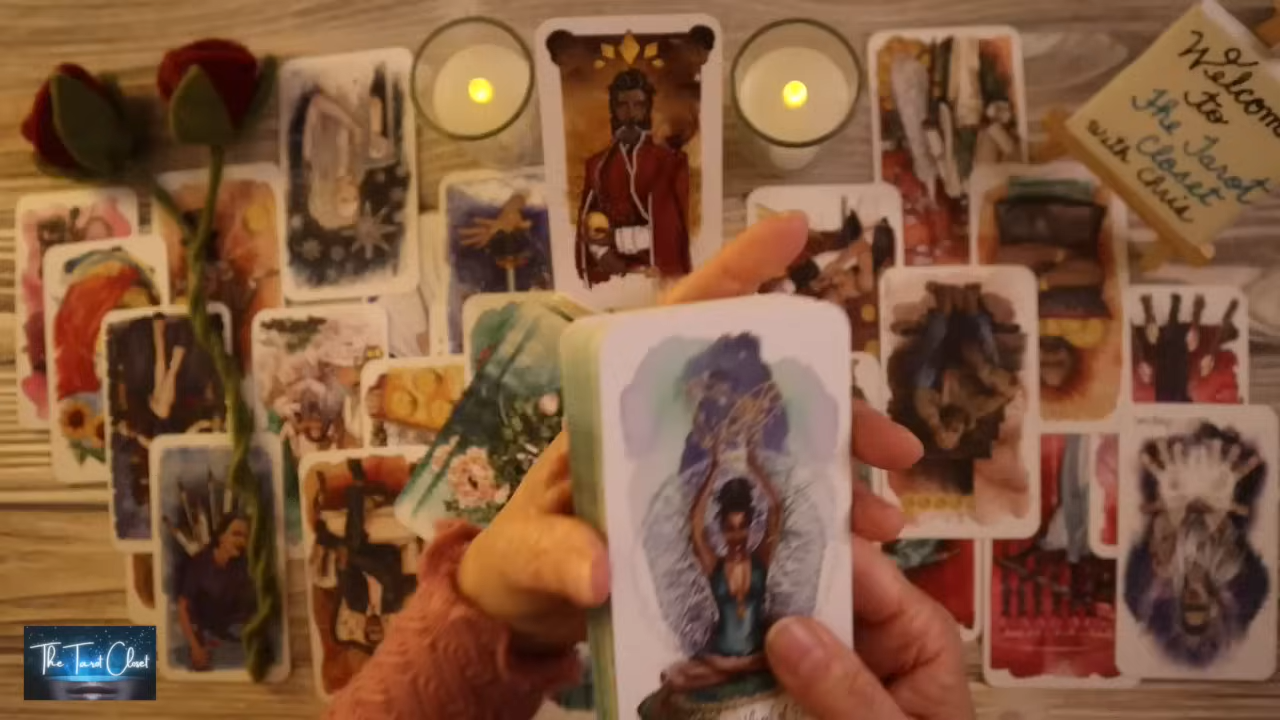 Welcome
to
The Tarot
Closet
with Chris
The Tarot Closet